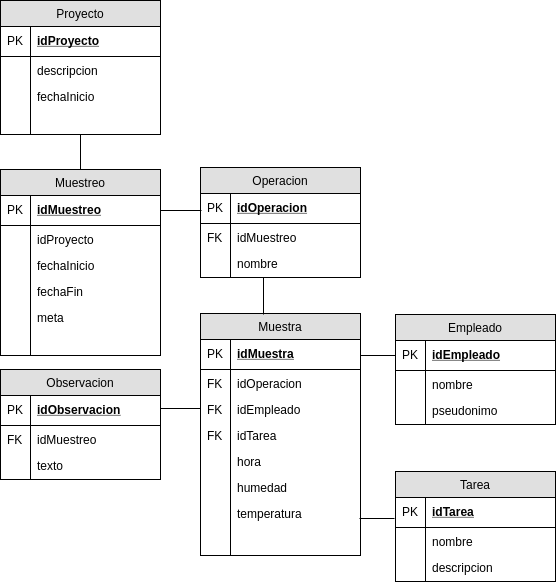 Proyecto
PK idProyecto
descripcion
fechaInicio
Muestreo
PK idMuestreo
idProyecto
fechaInicio
fechaFin
meta
Operacion
PK idOperacion
FK idMuestreo
nombre
Observacion
PK idObservacion
FK idMuestreo
texto
Muestra
PK idMuestra
FK idOperacion
FK idEmpleado
FK idTarea
hora
humedad
temperatura
Empleado
PK idEmpleado
nombre
pseudonimo
Tarea
PK idTarea
nombre
descripcion